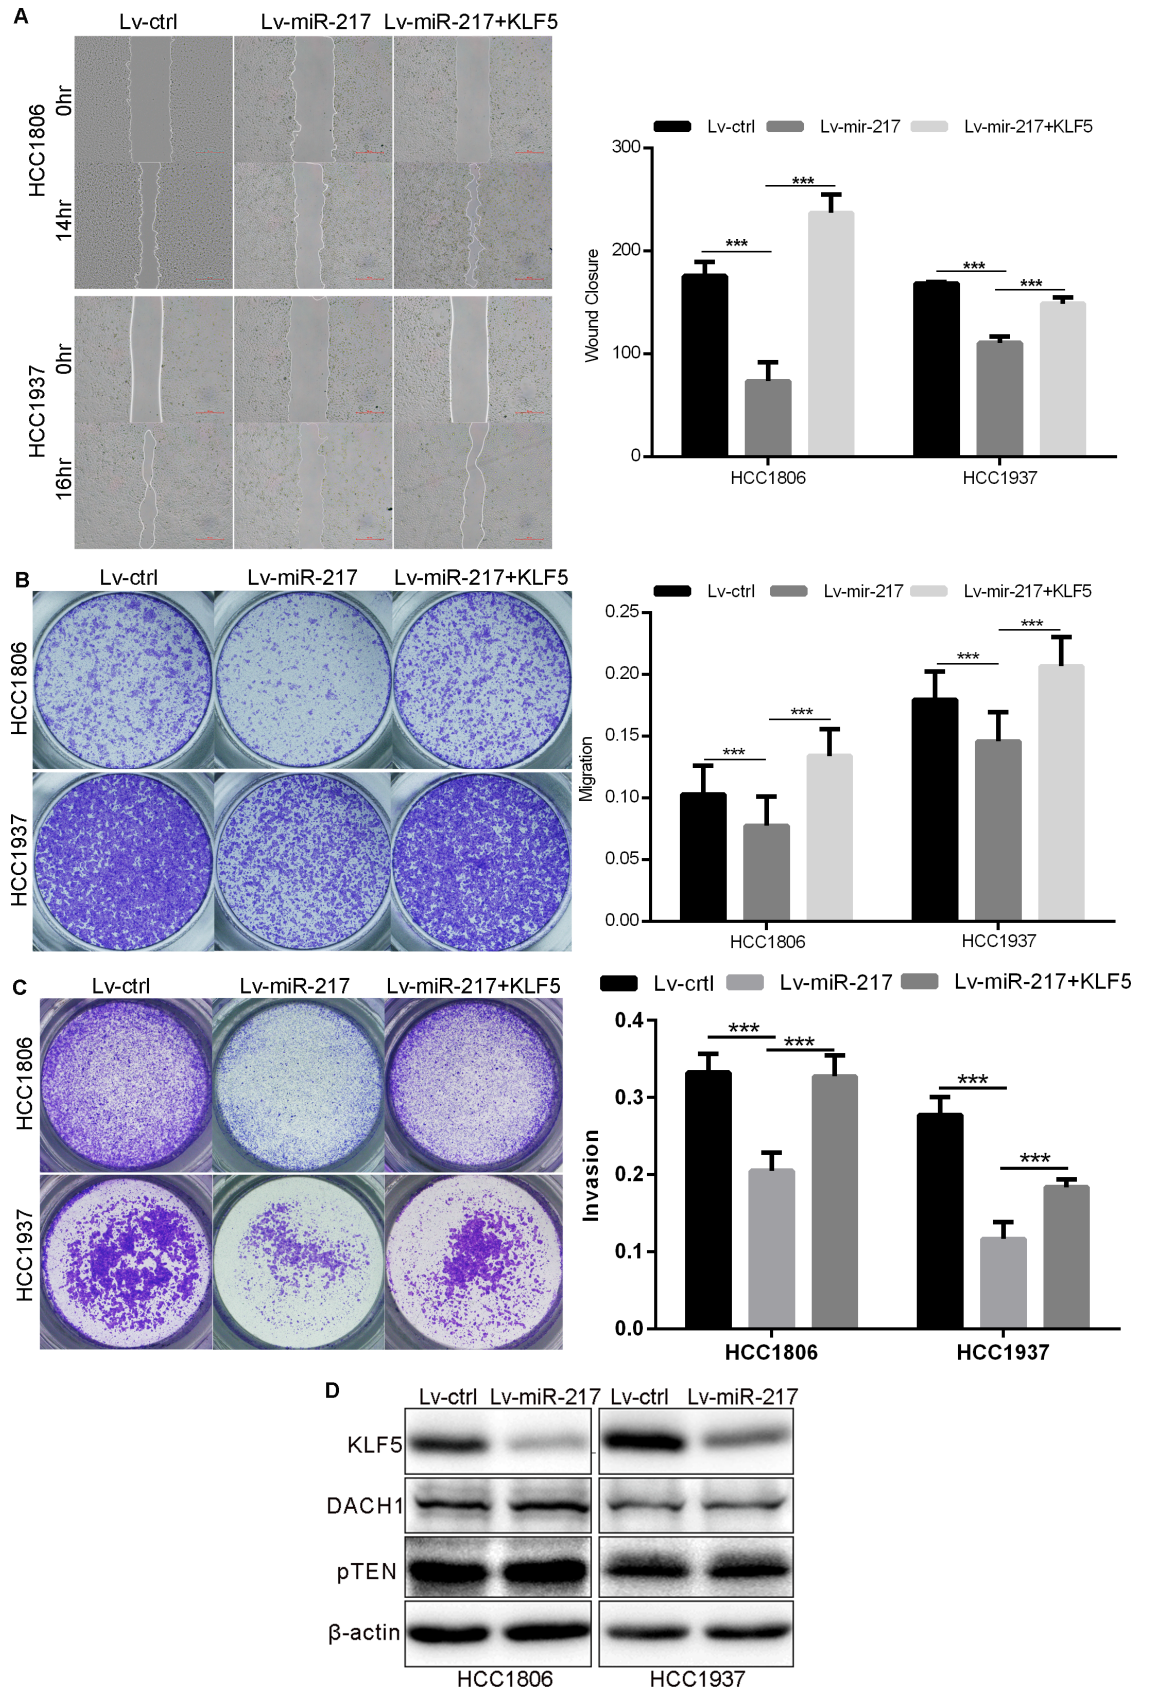 A
Lv-ctrl Lv-miR-217 Lv-miR-217+KLF5
HCC1806
0hr
14hr
HCC1937
0hr
16hr
Lv-ctrl Lv-mir-217 Lv-mir-217+KLF5
Wound Closure
300
200
100
0
*** *** *** ***
HCC1806 HCC1937
B
Lv-ctrl Lv-miR-217 Lv-miR-217+KLF5
HCC1806
HCC1937
Lv-ctrl Lv-mir-217 Lv-mir-217+KLF5
Migration
0.25
0.20
0.15
0.10
0.05
0.00
*** *** *** ***
HCC1806 HCC1937
C
Lv-ctrl Lv-miR-217 Lv-miR-217+KLF5
HCC1806
HCC1937
Lv-crtl Lv-miR-217 Lv-miR-217+KLF5
Invasion
0.4
0.3
0.2
0.1
0.0
*** *** *** ***
HCC1806 HCC1937
D
Lv-ctrl Lv-miR-217 Lv-ctrl Lv-miR-217
KLF5
DACH1
pTEN
β-actin
HCC1806 HCC1937